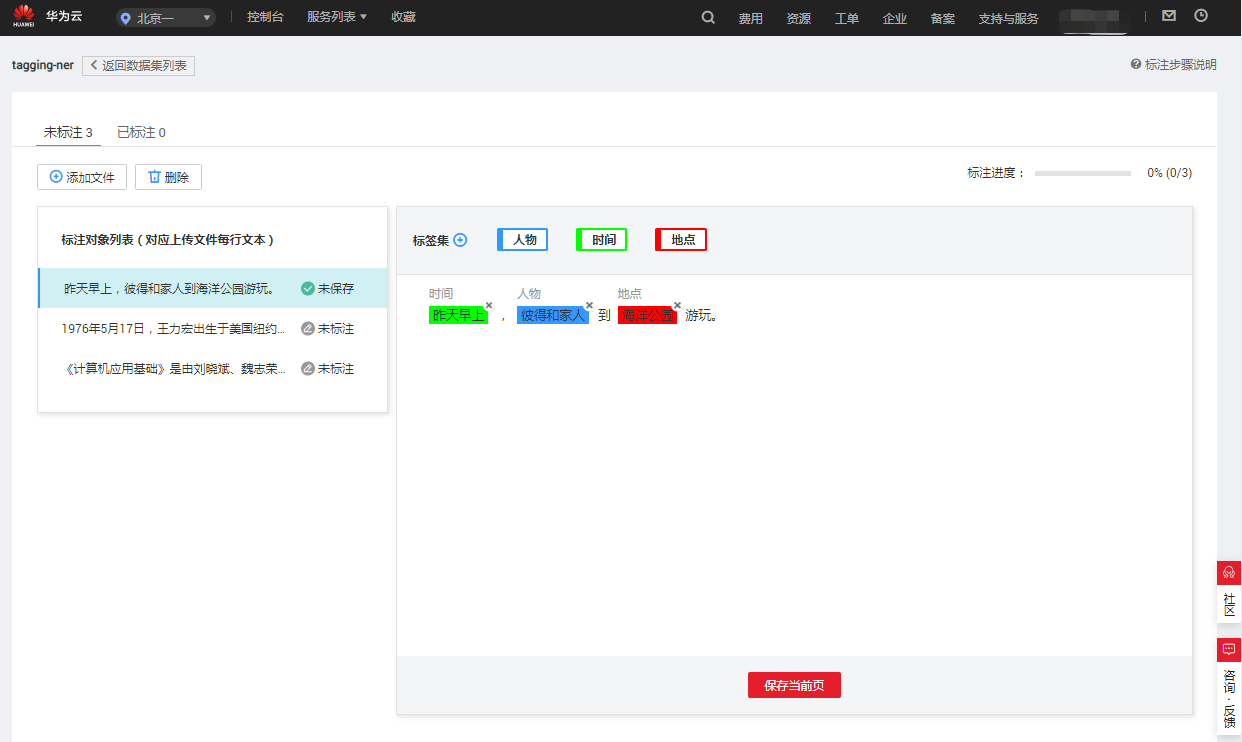 HUAWEI 华为云 北京一 控制台 服务列表 收藏 费用 资源 工单 企业 备案 支持与服务
tagging-ner 返回数据集列表 标注步骤说明
未标注 3 已标注 0
添加文件 删除 标注进度： 0% (0/3)
标注对象列表（对应上传文件每行文本）
昨天早上，彼得和家人到海洋公园游玩。 未保存
1976年5月17日，王力宏出生于美国纽约... 未标注
《计算机应用基础》是由刘晓斌、魏志荣... 未标注
标签集 人物 时间 地点
时间 人物 地点
昨天早上 ， 彼得和家人 到 海洋公园 游玩。
保存当前页
社区
咨询·反馈